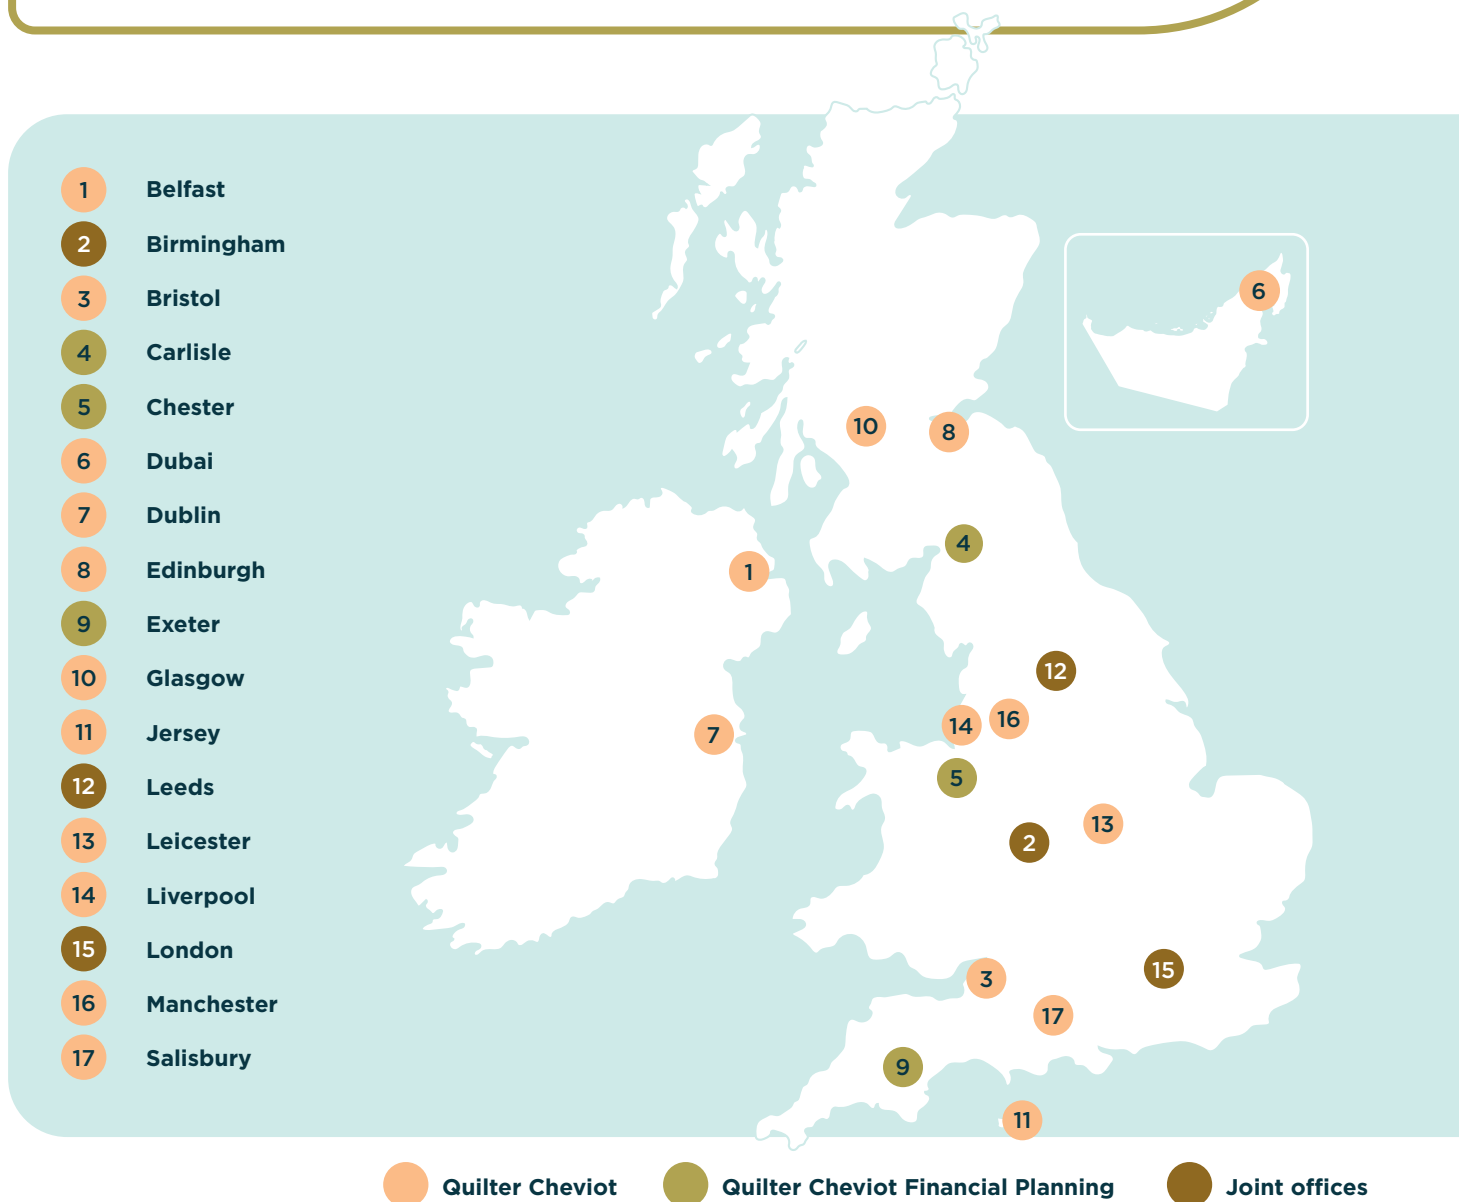 1 Belfast
2 Birmingham
3 Bristol
4 Carlisle
5 Chester
6 Dubai
7 Dublin
8 Edinburgh
9 Exeter
10 Glasgow
11 Jersey
12 Leeds
13 Leicester
14 Liverpool
15 London
16 Manchester
17 Salisbury
6
10
8
4
1
12
14
16
7
5
13
2
3
15
17
9
11
Quilter Cheviot
Quilter Cheviot Financial Planning
Joint offices